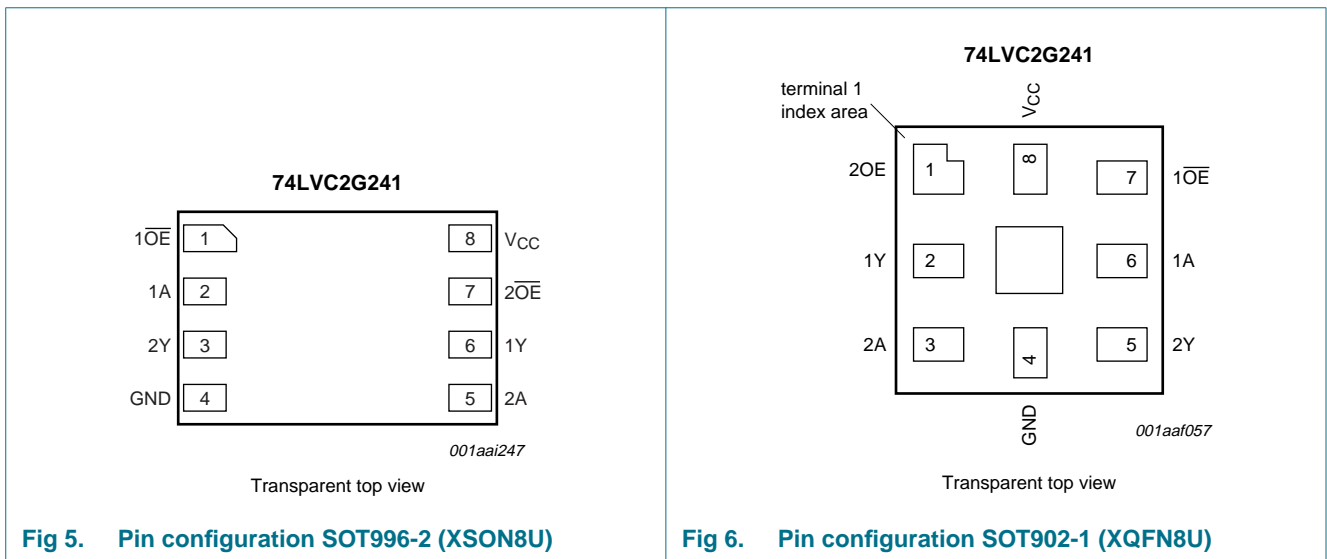 74LVC2G241
1O̅E̅ 1 8 VCC
1A 2 7 2O̅E̅
2Y 3 6 1Y
GND 4 5 2A
001aai247
Transparent top view
Fig 5. Pin configuration SOT996-2 (XSON8U)
74LVC2G241
terminal 1
index area
VCC
2OE 1 8 7 1O̅E̅
1Y 2 6 1A
2A 3 4 5 2Y
GND
001aaf057
Transparent top view
Fig 6. Pin configuration SOT902-1 (XQFN8U)